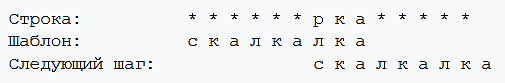 Строка: * * * * * * р к а * * * * *
Шаблон: с к а л к а л к а
Следующий шаг: с к а л к а л к а